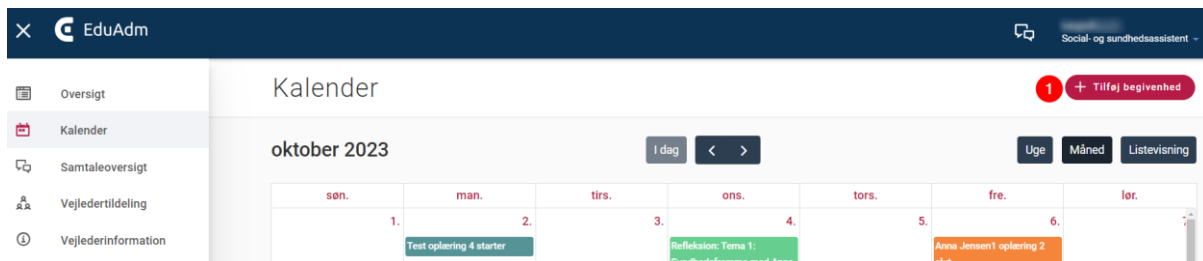 EduAdm
Social- og sundhedsassistent
Oversigt
Kalender
Samtaleoversigt
Vejledertildeling
Vejlederinformation
Kalender
1 + Tilføj begivenhed
oktober 2023
I dag < >
Uge Måned Listevisning
søn. man. tirs. ons. tors. fre. lør.
1. 2. 3. 4. 5. 6. 7
Test oplæring 4 starter
Refleksion: Tema 1:
Anna Jensen1 oplæring 2